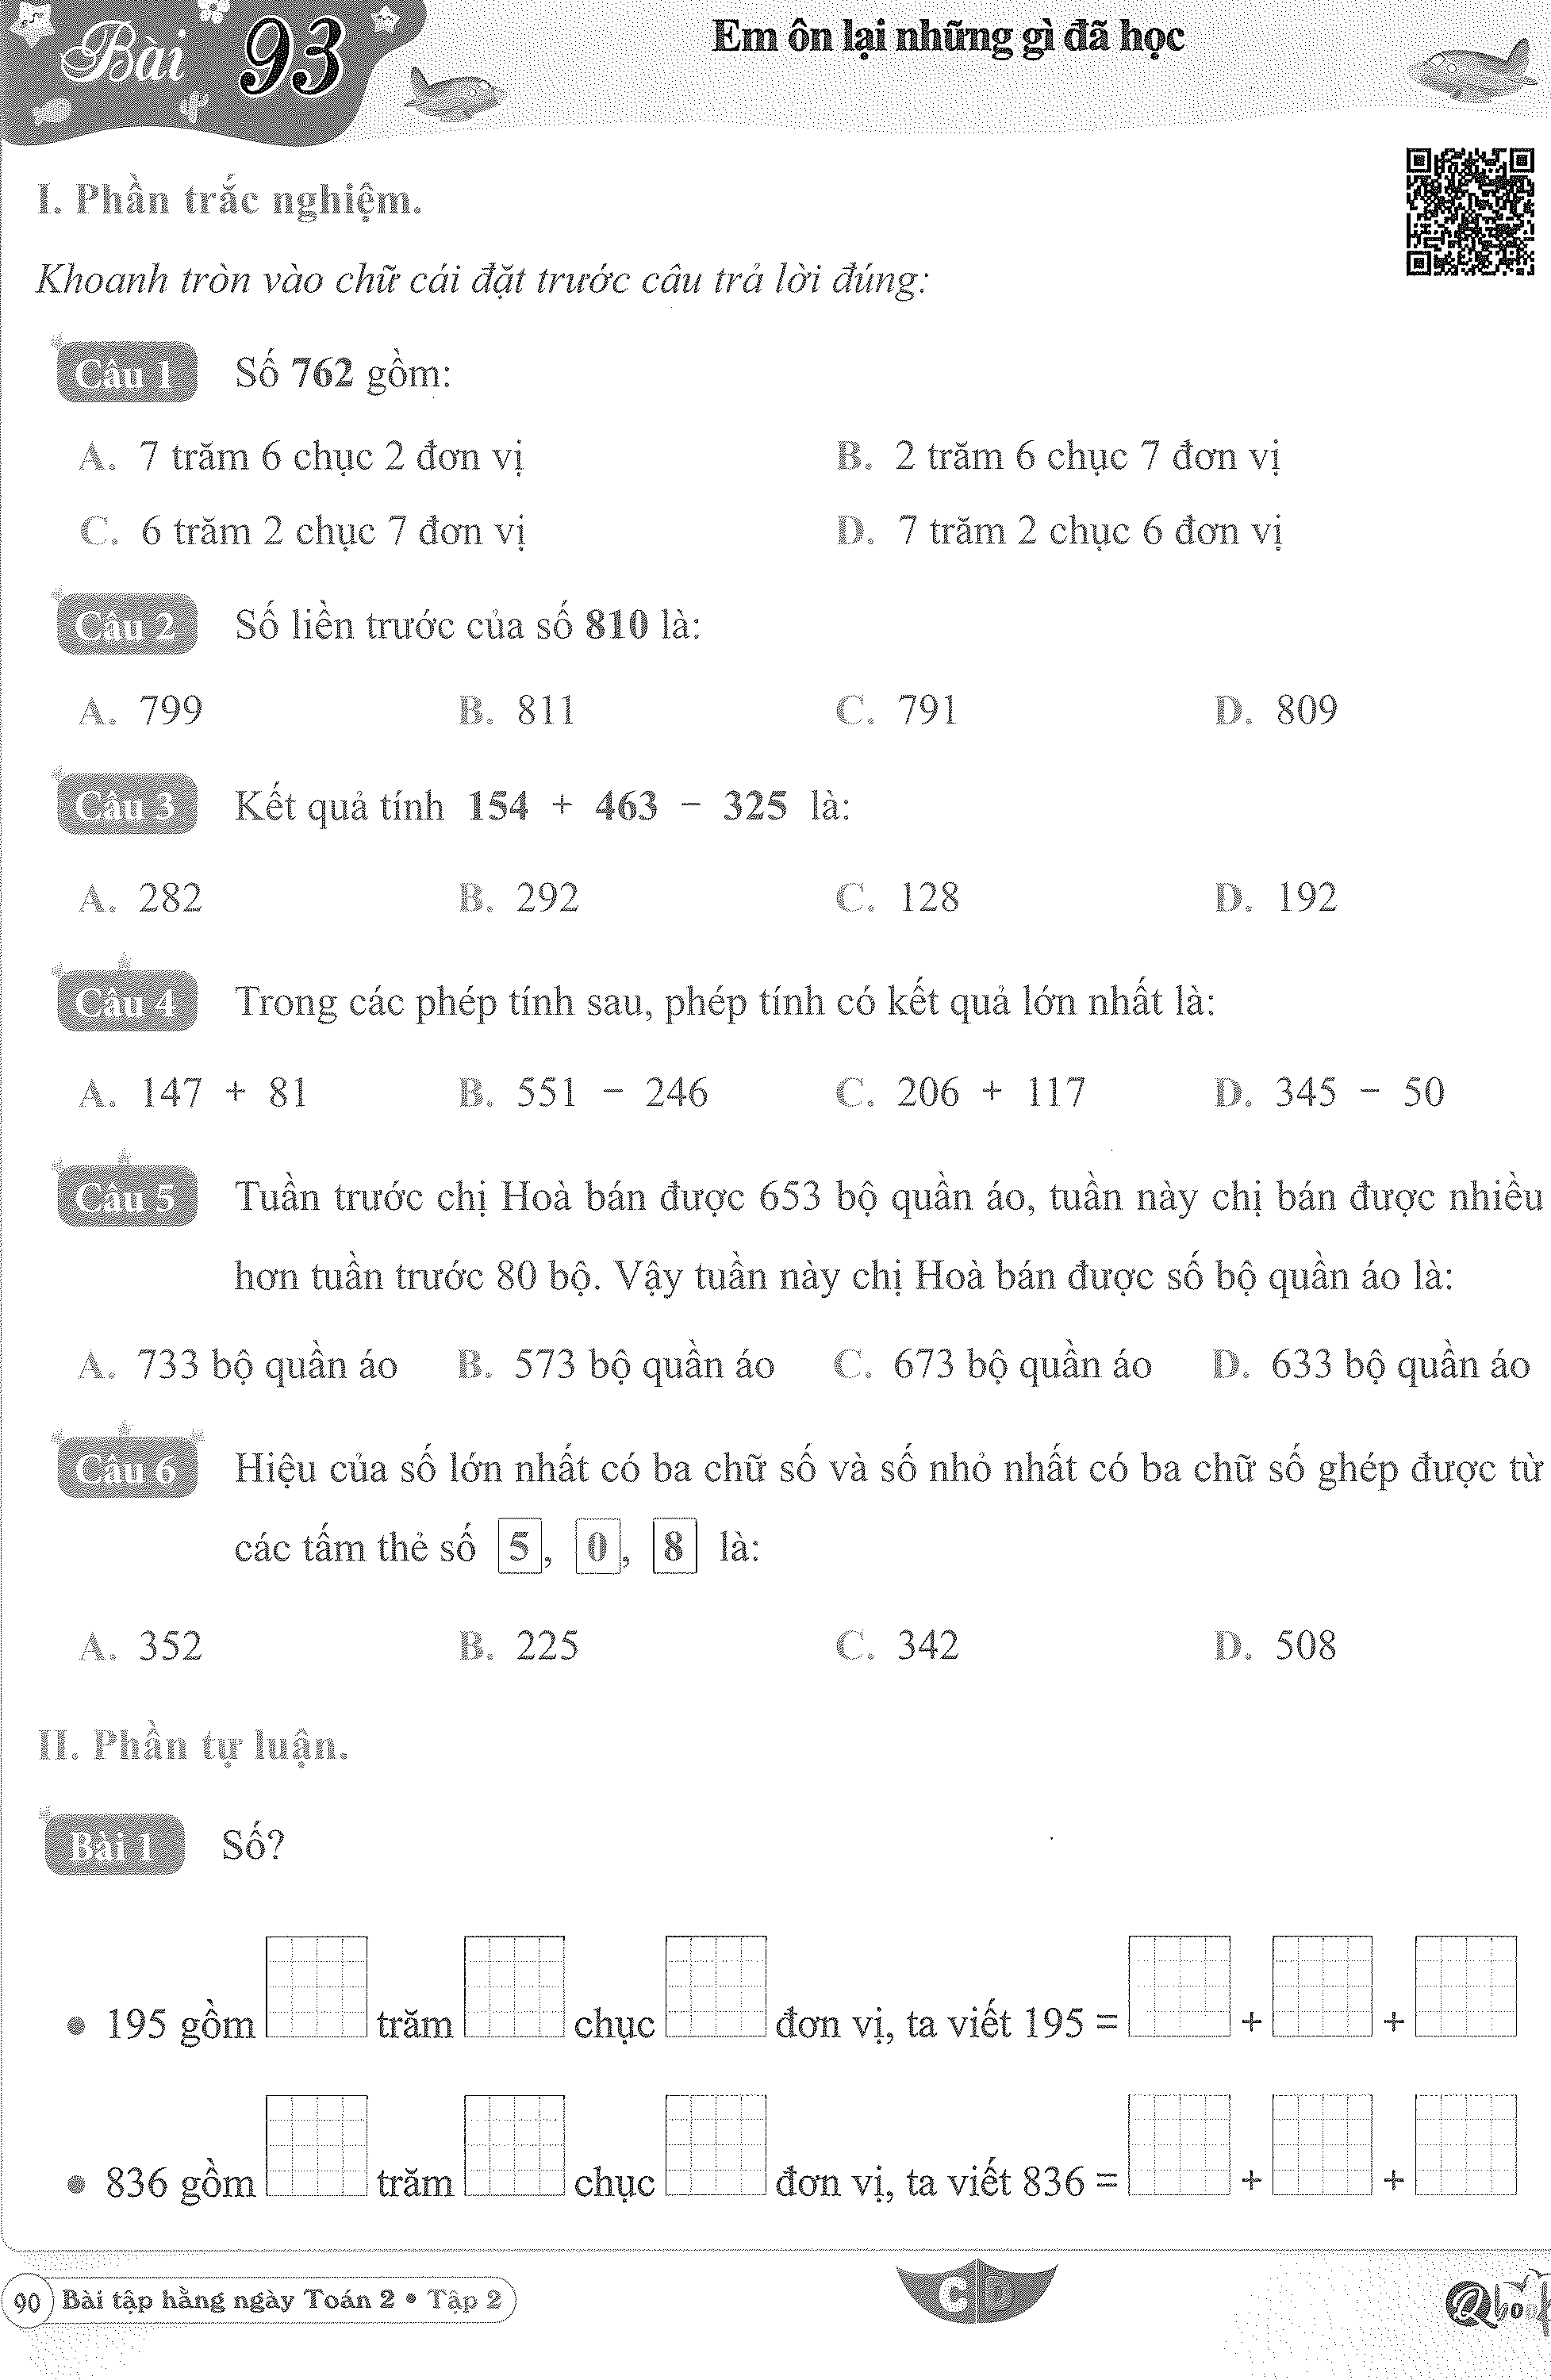 Bài 93
Em ôn lại những gì đã học
I. Phần trắc nghiệm.
Khoanh tròn vào chữ cái đặt trước câu trả lời đúng:
Câu 1 Số 762 gồm:
A. 7 trăm 6 chục 2 đơn vị B. 2 trăm 6 chục 7 đơn vị
C. 6 trăm 2 chục 7 đơn vị D. 7 trăm 2 chục 6 đơn vị
Câu 2 Số liền trước của số 810 là:
A. 799 B. 811 C. 791 D. 809
Câu 3 Kết quả tính 154 + 463 − 325 là:
A. 282 B. 292 C. 128 D. 192
Câu 4 Trong các phép tính sau, phép tính có kết quả lớn nhất là:
A. 147 + 81 B. 551 − 246 C. 206 + 117 D. 345 − 50
Câu 5 Tuần trước chị Hoà bán được 653 bộ quần áo, tuần này chị bán được nhiều
hơn tuần trước 80 bộ. Vậy tuần này chị Hoà bán được số bộ quần áo là:
A. 733 bộ quần áo B. 573 bộ quần áo C. 673 bộ quần áo D. 633 bộ quần áo
Câu 6 Hiệu của số lớn nhất có ba chữ số và số nhỏ nhất có ba chữ số ghép được từ
các tấm thẻ số 5, 0, 8 là:
A. 352 B. 225 C. 342 D. 508
II. Phần tự luận.
Bài 1 Số?
• 195 gồm trăm chục đơn vị, ta viết 195 = + +
• 836 gồm trăm chục đơn vị, ta viết 836 = + +
90 Bài tập hằng ngày Toán 2 • Tập 2
C D
Qbook